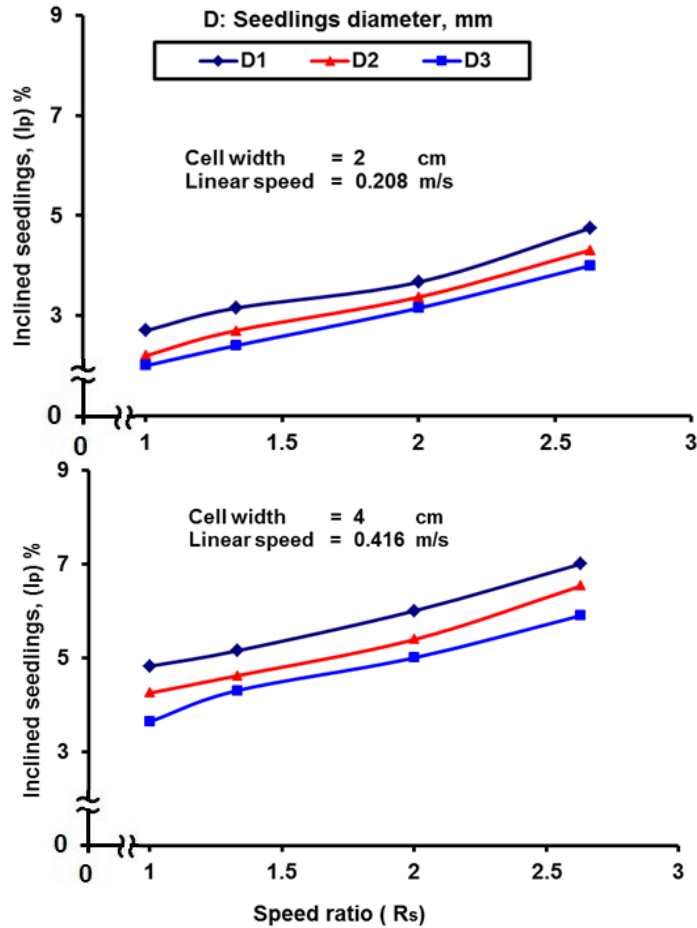 D: Seedlings diameter, mm
D1 D2 D3
Cell width = 2 cm
Linear speed = 0.208 m/s
Inclined seedlings, (Ip) %
9
7
5
3
0
0 1 1.5 2 2.5 3
Cell width = 4 cm
Linear speed = 0.416 m/s
Inclined seedlings, (Ip) %
9
7
5
3
0
0 1 1.5 2 2.5 3
Speed ratio ( Rs)